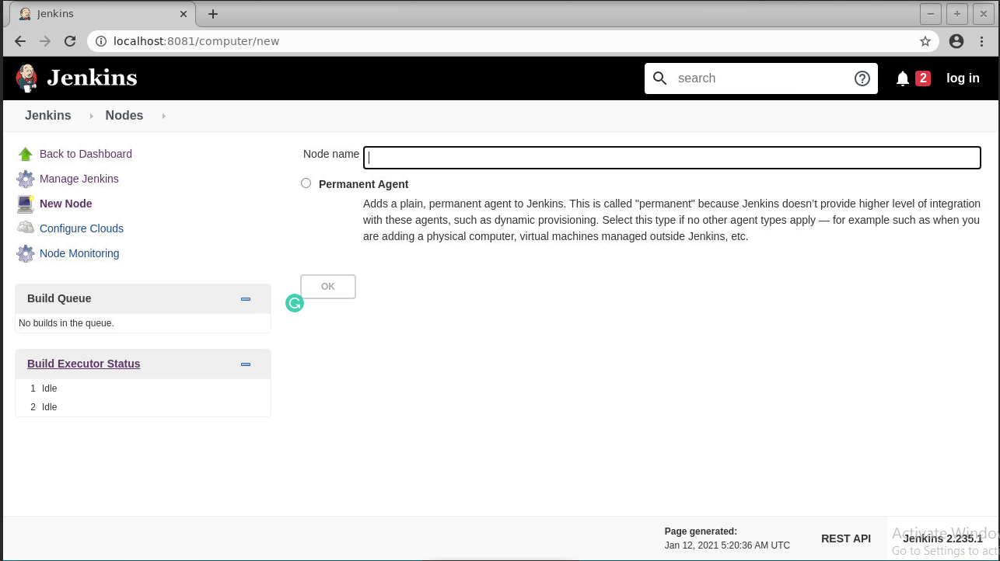 Jenkins
localhost:8081/computer/new
Jenkins
search
2
log in
Jenkins
Nodes
Back to Dashboard
Manage Jenkins
New Node
Configure Clouds
Node Monitoring
Build Queue
No builds in the queue.
Build Executor Status
1 Idle
2 Idle
Node name
Permanent Agent
Adds a plain, permanent agent to Jenkins. This is called "permanent" because Jenkins doesn’t provide higher level of integration
with these agents, such as dynamic provisioning. Select this type if no other agent types apply — for example such as when you
are adding a physical computer, virtual machines managed outside Jenkins, etc.
OK
Page generated:
Jan 12, 2021 5:20:36 AM UTC
REST API
Jenkins 2.235.1
Activate Windo
Go to Settings to act